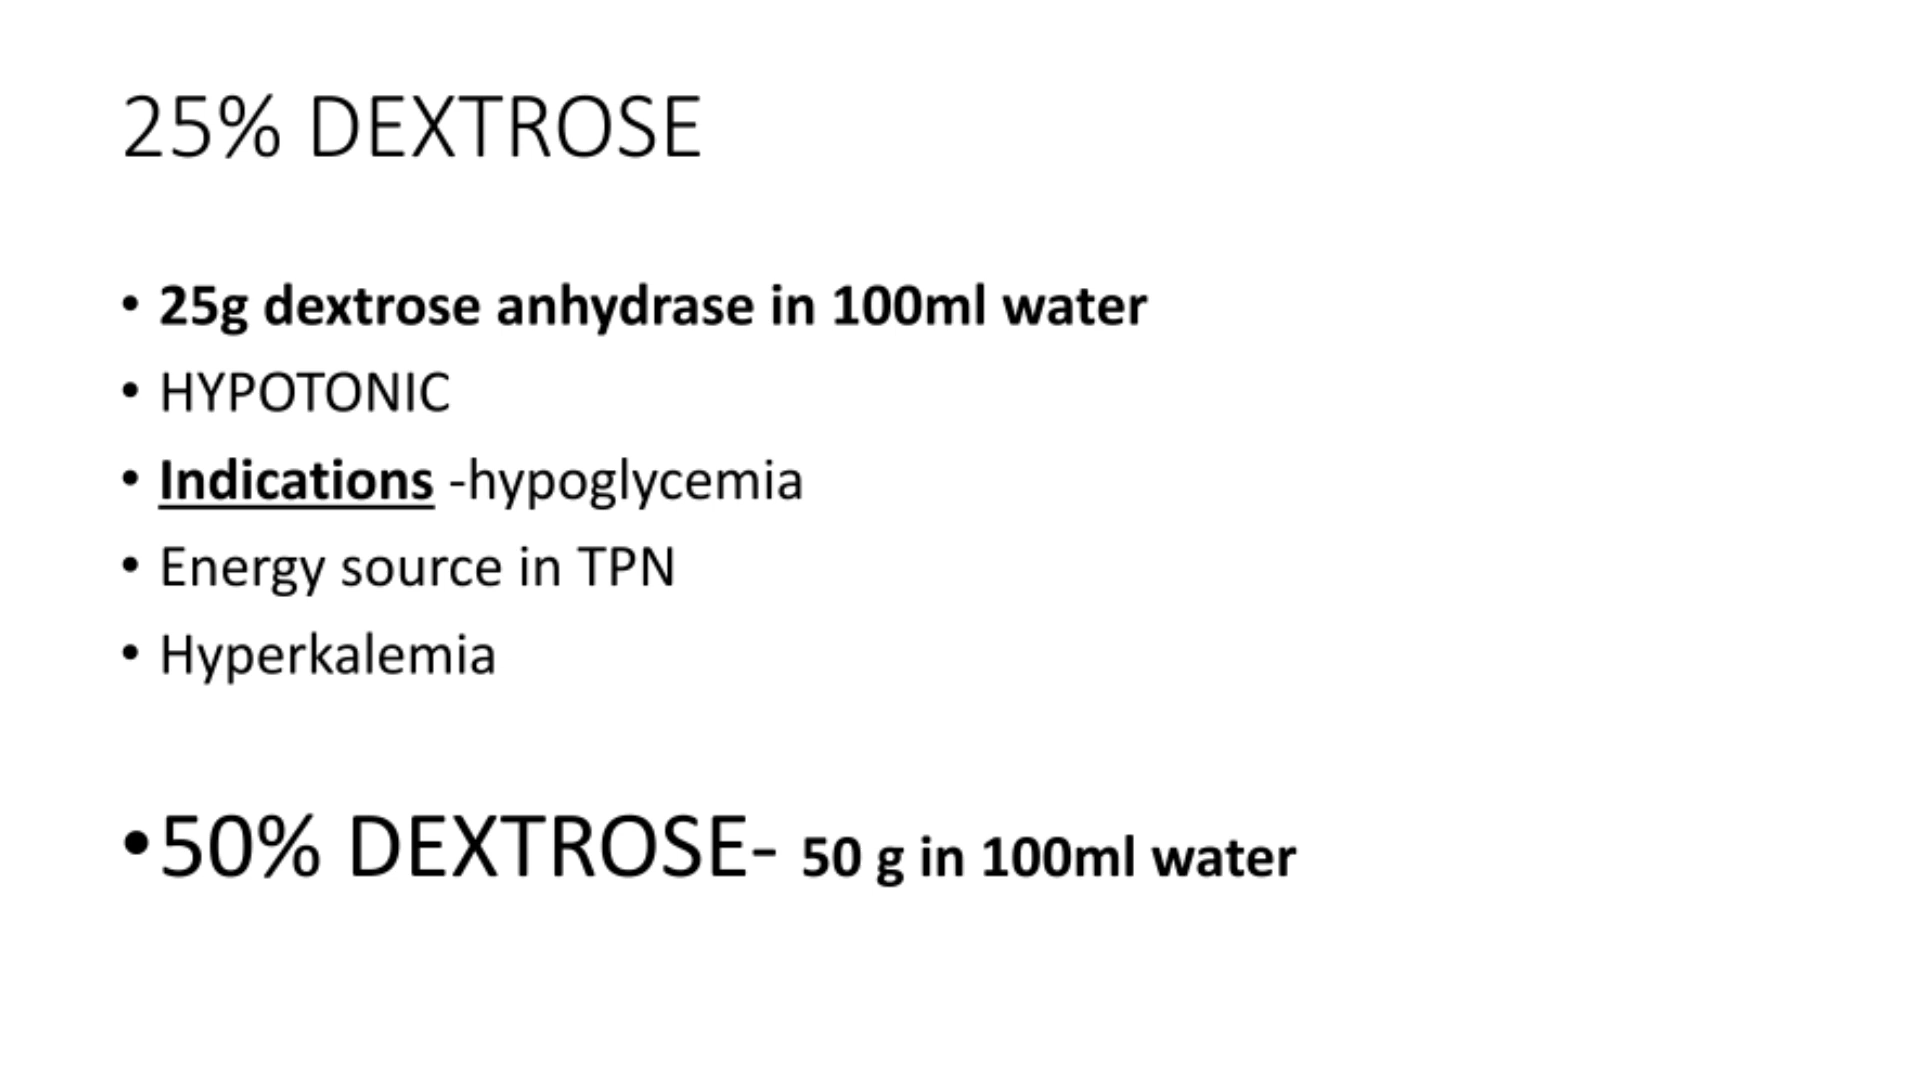 25% DEXTROSE
• 25g dextrose anhydrase in 100ml water
• HYPOTONIC
• Indications -hypoglycemia
• Energy source in TPN
• Hyperkalemia
• 50% DEXTROSE- 50 g in 100ml water